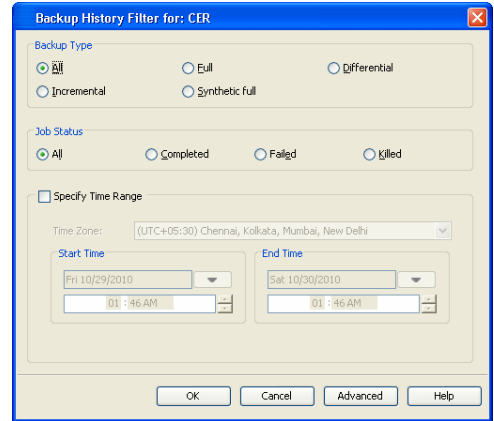 Backup History Filter for: CER
Backup Type
All Full Differential
Incremental Synthetic full
Job Status
All Completed Failed Killed
Specify Time Range
Time Zone: (UTC+05:30) Chennai, Kolkata, Mumbai, New Delhi
Start Time End Time
Fri 10/29/2010 Sat 10/30/2010
01 : 46 AM 01 : 46 AM
OK Cancel Advanced Help